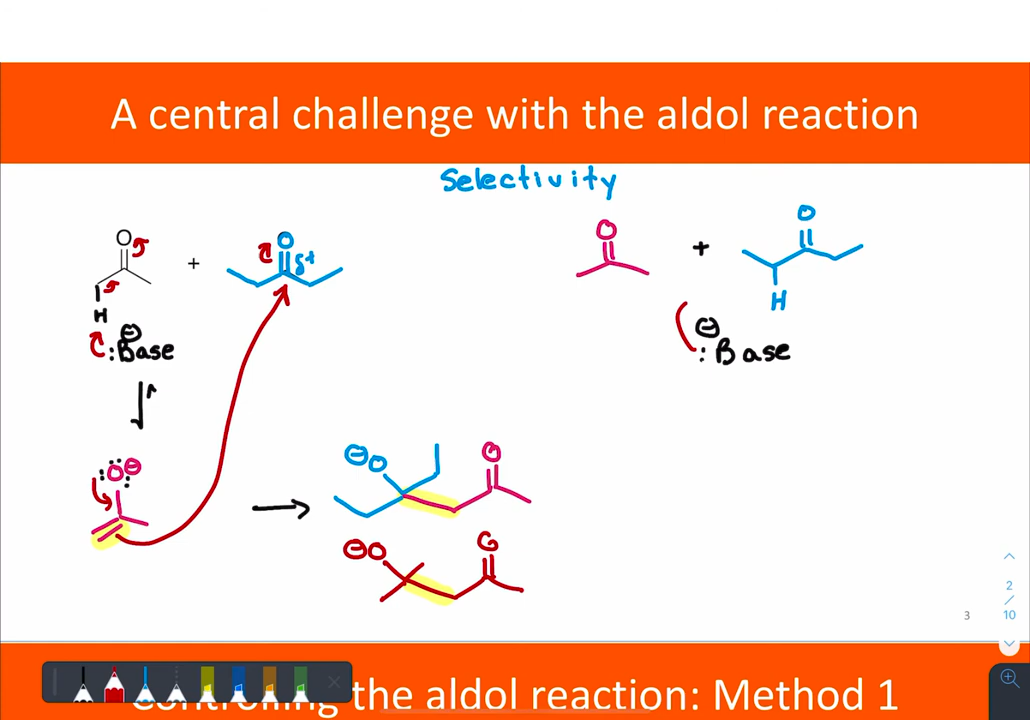 A central challenge with the aldol reaction
Selectivity
O + O δ+
H
⊖
:Base
O + O
H
⊖
:Base
:Ö⊖
⊖O O
⊖O O
3
2
/
10
the aldol reaction: Method 1